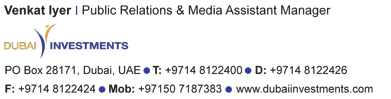 Venkat Iyer | Public Relations & Media Assistant Manager
DUBAI INVESTMENTS
PO Box 28171, Dubai, UAE ● T: +9714 8122400 ● D: +9714 8122426
F: +9714 8122424 ● Mob: +97150 7187383 ● www.dubaiinvestments.com